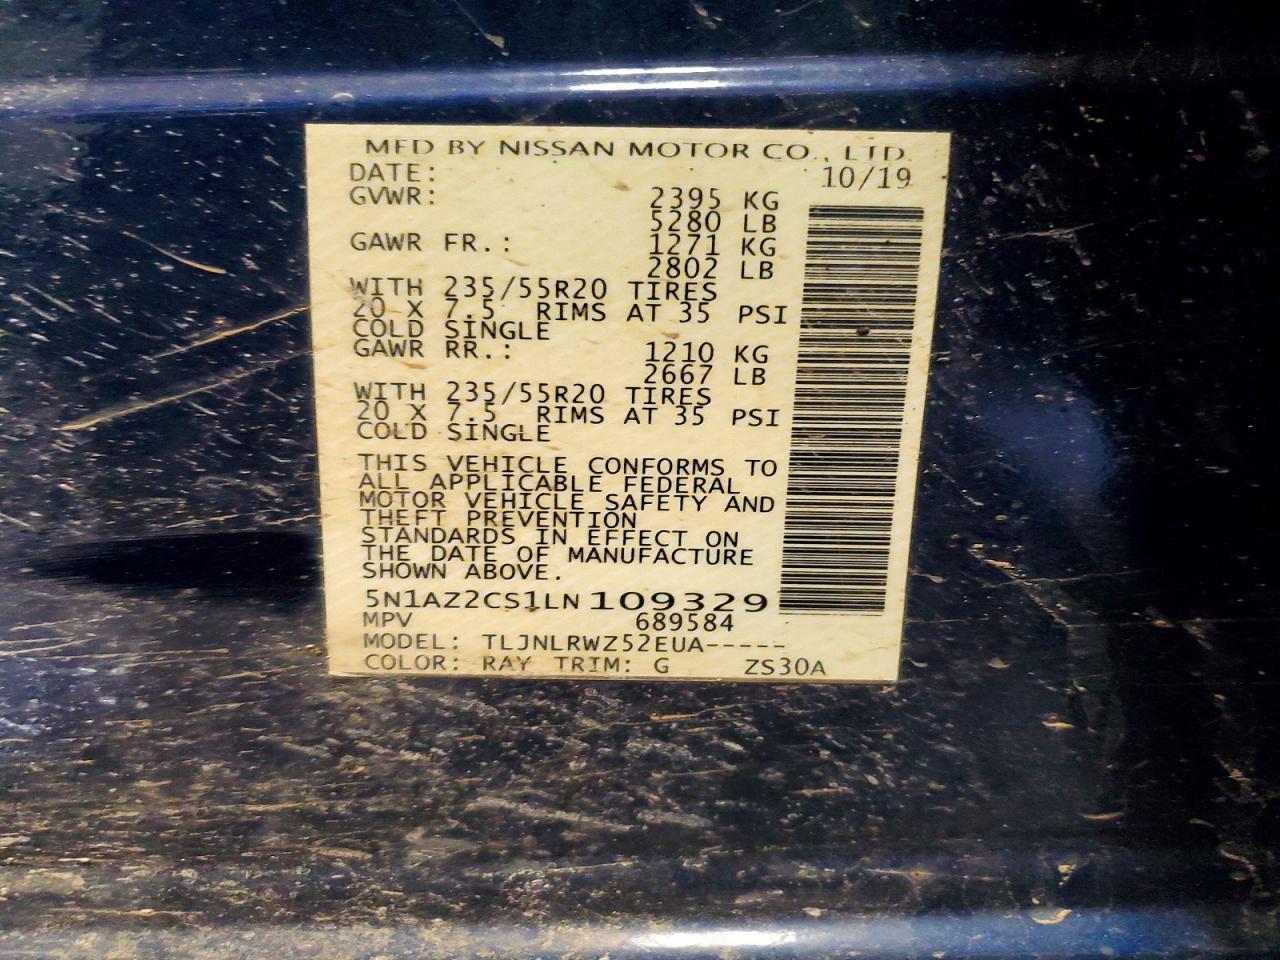 MFD BY NISSAN MOTOR CO., LTD.
DATE: 10/19
GVWR: 2395 KG
5280 LB
GAWR FR.: 1271 KG
2802 LB
WITH 235/55R20 TIRES
20 X 7.5 RIMS AT 35 PSI
COLD SINGLE
GAWR RR.: 1210 KG
2667 LB
WITH 235/55R20 TIRES
20 X 7.5 RIMS AT 35 PSI
COLD SINGLE
THIS VEHICLE CONFORMS TO
ALL APPLICABLE FEDERAL
MOTOR VEHICLE SAFETY AND
THEFT PREVENTION
STANDARDS IN EFFECT ON
THE DATE OF MANUFACTURE
SHOWN ABOVE.
5N1AZ2CS1LN109329
MPV 689584
MODEL: TLJNLRWZ52EUA-----
COLOR: RAY TRIM: G ZS30A